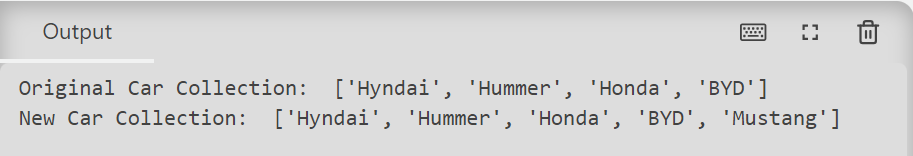 Output
Original Car Collection:  ['Hyndai', 'Hummer', 'Honda', 'BYD']
New Car Collection:  ['Hyndai', 'Hummer', 'Honda', 'BYD', 'Mustang']